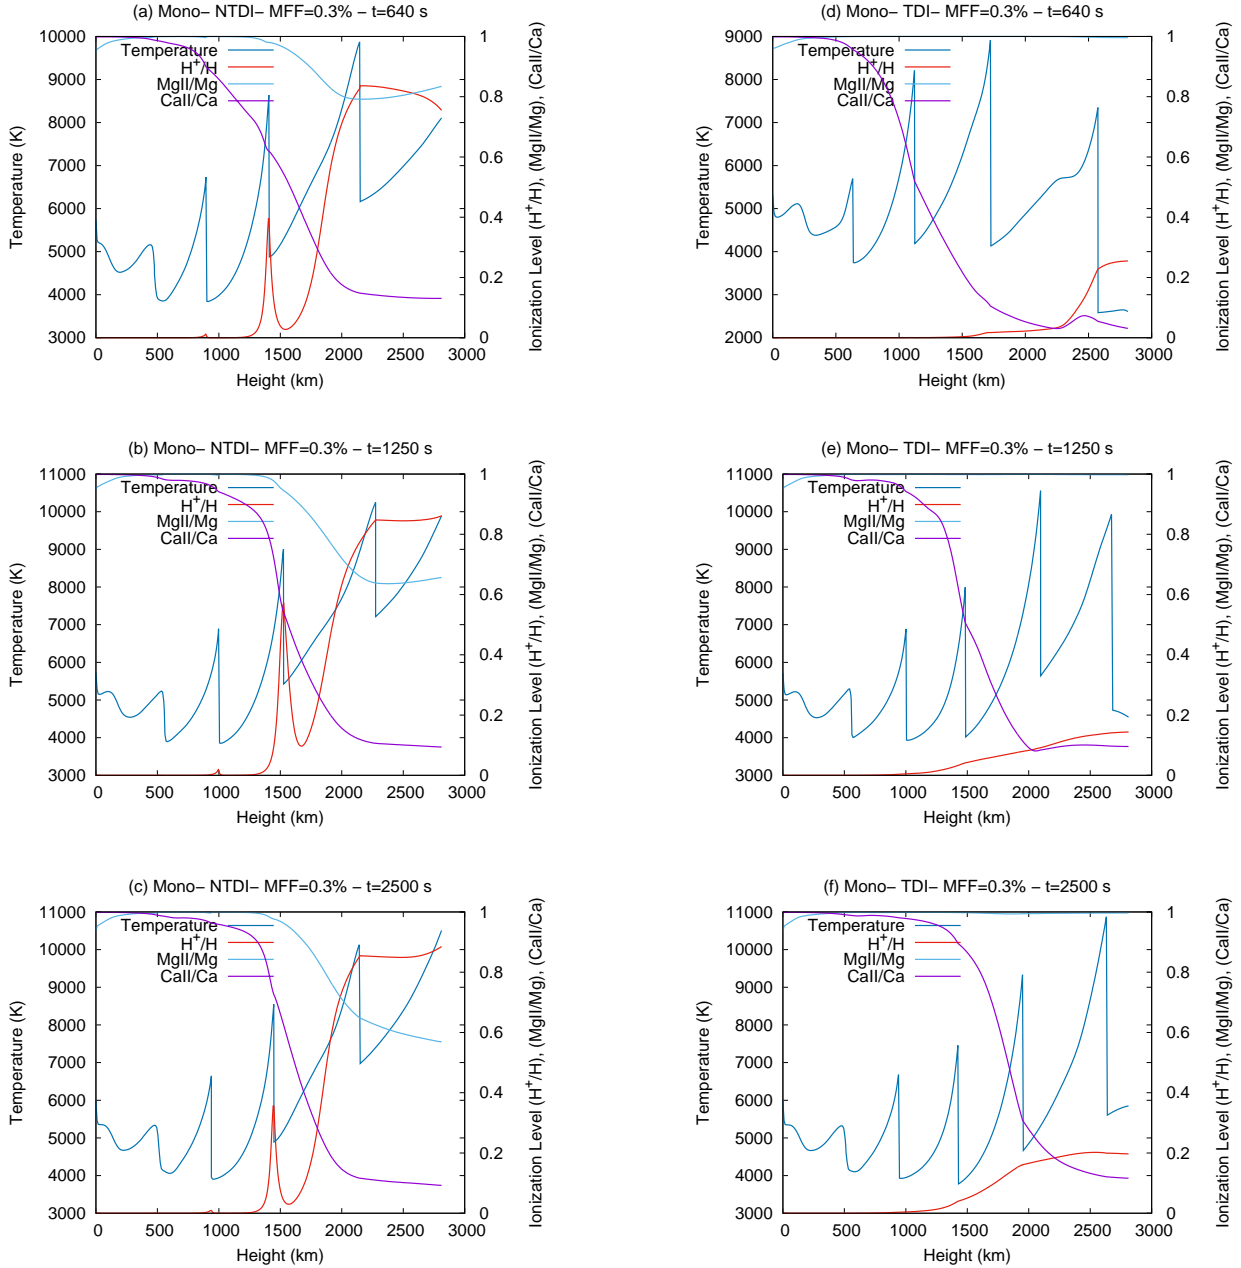 (a) Mono− NTDI− MFF=0.3% − t=640 s
10000
9000
8000
7000
6000
5000
4000
3000
Temperature (K)
Temperature
H+/H
MgII/Mg
CaII/Ca
1
0.8
0.6
0.4
0.2
0
Ionization Level (H+/H), (MgII/Mg), (CaII/Ca)
0 500 1000 1500 2000 2500 3000
Height (km)
(d) Mono− TDI− MFF=0.3% − t=640 s
9000
8000
7000
6000
5000
4000
3000
2000
Temperature (K)
Temperature
H+/H
MgII/Mg
CaII/Ca
1
0.8
0.6
0.4
0.2
0
Ionization Level (H+/H), (MgII/Mg), (CaII/Ca)
0 500 1000 1500 2000 2500 3000
Height (km)
(b) Mono− NTDI− MFF=0.3% − t=1250 s
11000
10000
9000
8000
7000
6000
5000
4000
3000
Temperature (K)
Temperature
H+/H
MgII/Mg
CaII/Ca
1
0.8
0.6
0.4
0.2
0
Ionization Level (H+/H), (MgII/Mg), (CaII/Ca)
0 500 1000 1500 2000 2500 3000
Height (km)
(e) Mono− TDI− MFF=0.3% − t=1250 s
11000
10000
9000
8000
7000
6000
5000
4000
3000
Temperature (K)
Temperature
H+/H
MgII/Mg
CaII/Ca
1
0.8
0.6
0.4
0.2
0
Ionization Level (H+/H), (MgII/Mg), (CaII/Ca)
0 500 1000 1500 2000 2500 3000
Height (km)
(c) Mono− NTDI− MFF=0.3% − t=2500 s
11000
10000
9000
8000
7000
6000
5000
4000
3000
Temperature (K)
Temperature
H+/H
MgII/Mg
CaII/Ca
1
0.8
0.6
0.4
0.2
0
Ionization Level (H+/H), (MgII/Mg), (CaII/Ca)
0 500 1000 1500 2000 2500 3000
Height (km)
(f) Mono− TDI− MFF=0.3% − t=2500 s
11000
10000
9000
8000
7000
6000
5000
4000
3000
Temperature (K)
Temperature
H+/H
MgII/Mg
CaII/Ca
1
0.8
0.6
0.4
0.2
0
Ionization Level (H+/H), (MgII/Mg), (CaII/Ca)
0 500 1000 1500 2000 2500 3000
Height (km)